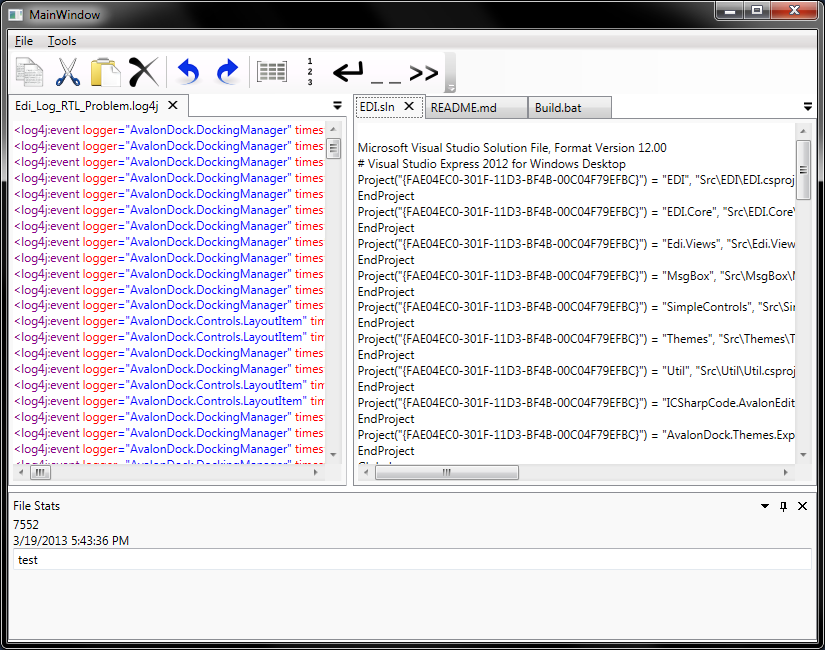 MainWindow
File Tools
1
2
3
>>
Edi_Log_RTL_Problem.log4j
<log4j:event logger="AvalonDock.DockingManager" times
<log4j:event logger="AvalonDock.DockingManager" times
<log4j:event logger="AvalonDock.DockingManager" times
<log4j:event logger="AvalonDock.DockingManager" times
<log4j:event logger="AvalonDock.DockingManager" times
<log4j:event logger="AvalonDock.DockingManager" times
<log4j:event logger="AvalonDock.DockingManager" times
<log4j:event logger="AvalonDock.DockingManager" times
<log4j:event logger="AvalonDock.DockingManager" times
<log4j:event logger="AvalonDock.DockingManager" times
<log4j:event logger="AvalonDock.DockingManager" times
<log4j:event logger="AvalonDock.DockingManager" times
<log4j:event logger="AvalonDock.Controls.LayoutItem" tim
<log4j:event logger="AvalonDock.Controls.LayoutItem" tim
<log4j:event logger="AvalonDock.DockingManager" times
<log4j:event logger="AvalonDock.DockingManager" times
<log4j:event logger="AvalonDock.Controls.LayoutItem" tim
<log4j:event logger="AvalonDock.Controls.LayoutItem" tim
<log4j:event logger="AvalonDock.DockingManager" times
<log4j:event logger="AvalonDock.DockingManager" times
<log4j:event logger="AvalonDock.DockingManager" times
EDI.sln README.md Build.bat
Microsoft Visual Studio Solution File, Format Version 12.00
# Visual Studio Express 2012 for Windows Desktop
Project("{FAE04EC0-301F-11D3-BF4B-00C04F79EFBC}") = "EDI", "Src\EDI\EDI.csproj
EndProject
Project("{FAE04EC0-301F-11D3-BF4B-00C04F79EFBC}") = "EDI.Core", "Src\EDI.Core\
EndProject
Project("{FAE04EC0-301F-11D3-BF4B-00C04F79EFBC}") = "Edi.Views", "Src\Edi.View
EndProject
Project("{FAE04EC0-301F-11D3-BF4B-00C04F79EFBC}") = "MsgBox", "Src\MsgBox\M
EndProject
Project("{FAE04EC0-301F-11D3-BF4B-00C04F79EFBC}") = "SimpleControls", "Src\Sim
EndProject
Project("{FAE04EC0-301F-11D3-BF4B-00C04F79EFBC}") = "Themes", "Src\Themes\T
EndProject
Project("{FAE04EC0-301F-11D3-BF4B-00C04F79EFBC}") = "Util", "Src\Util\Util.csproj
EndProject
Project("{FAE04EC0-301F-11D3-BF4B-00C04F79EFBC}") = "ICSharpCode.AvalonEdit
EndProject
Project("{FAE04EC0-301F-11D3-BF4B-00C04F79EFBC}") = "AvalonDock.Themes.Exp
EndProject
File Stats
7552
3/19/2013 5:43:36 PM
test